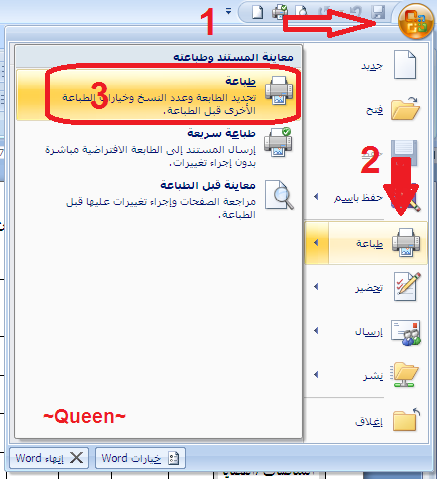 1
جديد
فتح
2
حفظ باسم
طباعة
تحضير
إرسال
نشر
إغلاق
معاينة المستند وطباعته
3
طباعة
تحديد الطابعة وعدد النسخ وخيارات الطباعة
الأخرى قبل الطباعة.
طباعة سريعة
إرسال المستند إلى الطابعة الافتراضية مباشرة
بدون إجراء تغييرات.
معاينة قبل الطباعة
مراجعة الصفحات وإجراء تغييرات عليها قبل
الطباعة.
~Queen~
خيارات Word
إنهاء Word